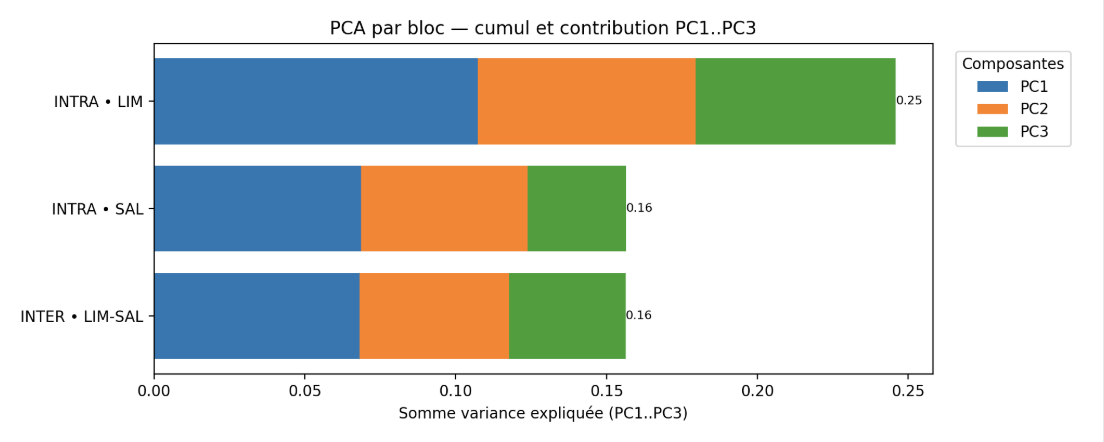 PCA par bloc — cumul et contribution PC1..PC3
Composantes
PC1
PC2
PC3
INTRA • LIM
0.25
INTRA • SAL
0.16
INTER • LIM-SAL
0.16
0.00 0.05 0.10 0.15 0.20 0.25
Somme variance expliquée (PC1..PC3)